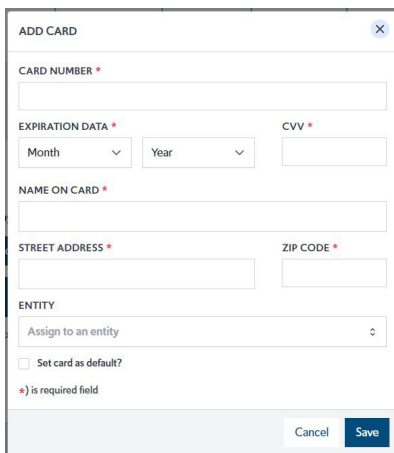 ADD CARD
CARD NUMBER *
EXPIRATION DATA * CVV *
Month Year
NAME ON CARD *
STREET ADDRESS * ZIP CODE *
ENTITY
Assign to an entity
Set card as default?
*) is required field
Cancel Save